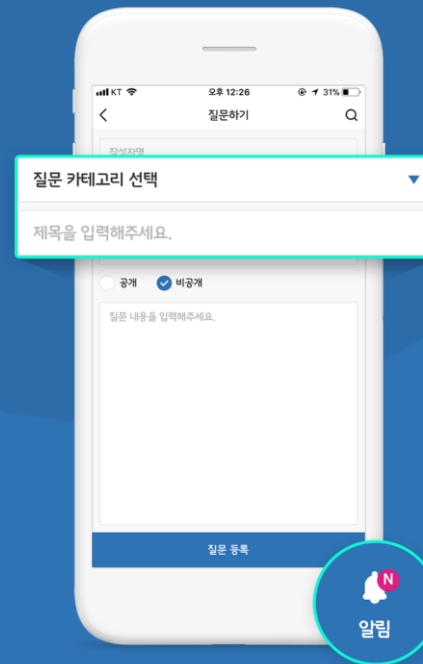 KT 오후 12:26 31%
질문하기
작성자명
질문 카테고리 선택
제목을 입력해주세요.
공개 비공개
질문 내용을 입력해주세요.
질문 등록
N
알림